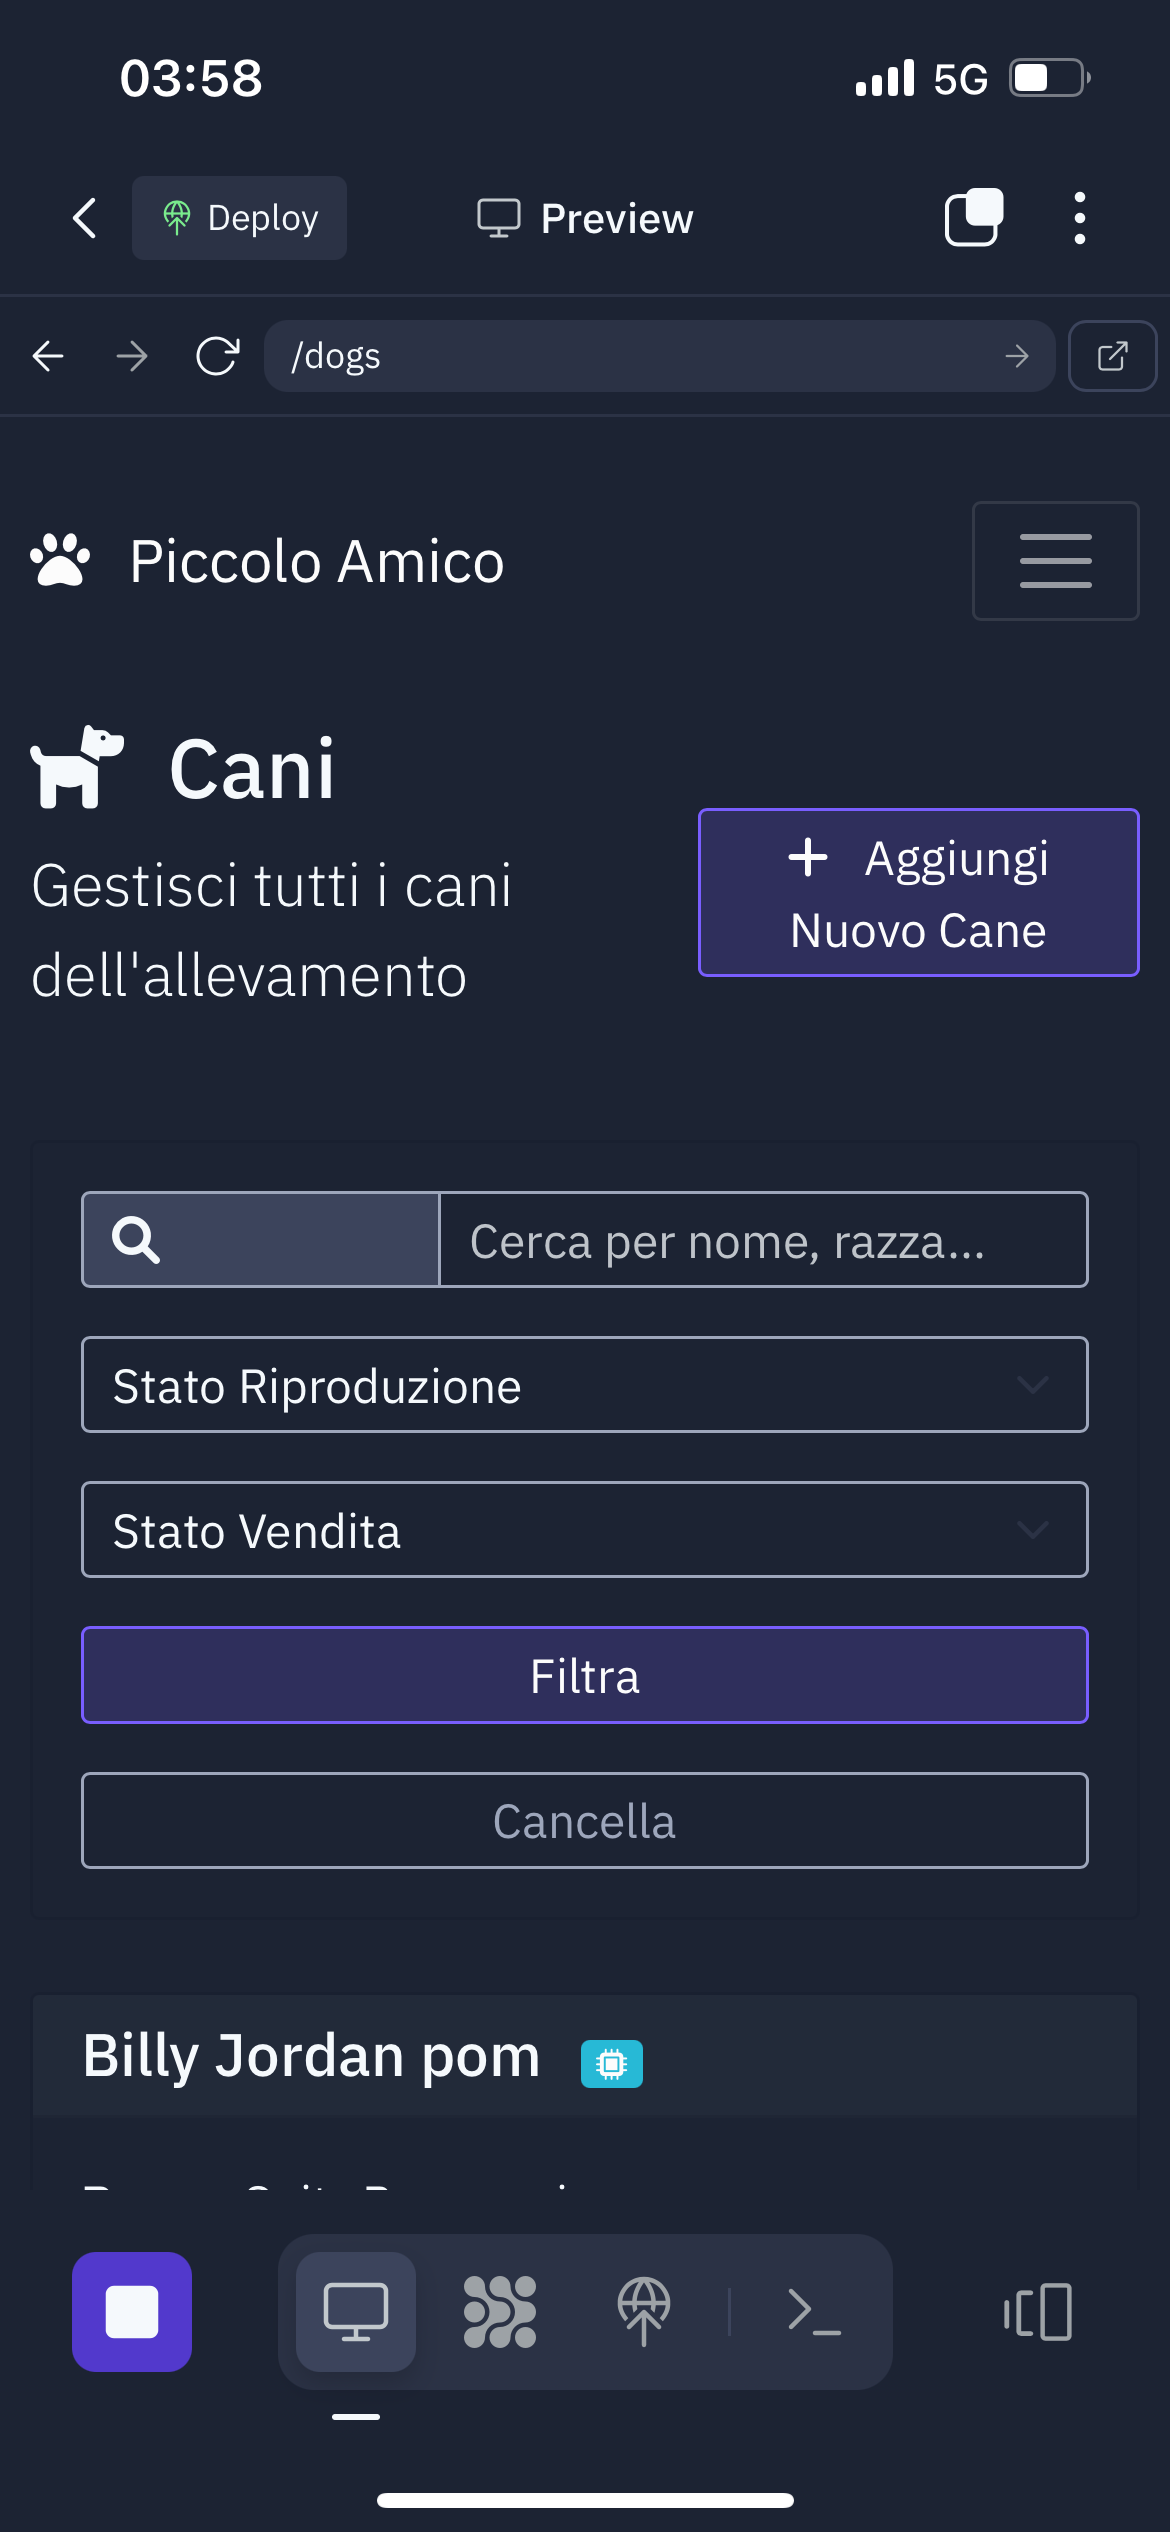 03:58
5G
Deploy
Preview
/dogs
Piccolo Amico
Cani
Gestisci tutti i cani
dell'allevamento
Aggiungi
Nuovo Cane
Cerca per nome, razza...
Stato Riproduzione
Stato Vendita
Filtra
Cancella
Billy Jordan pom